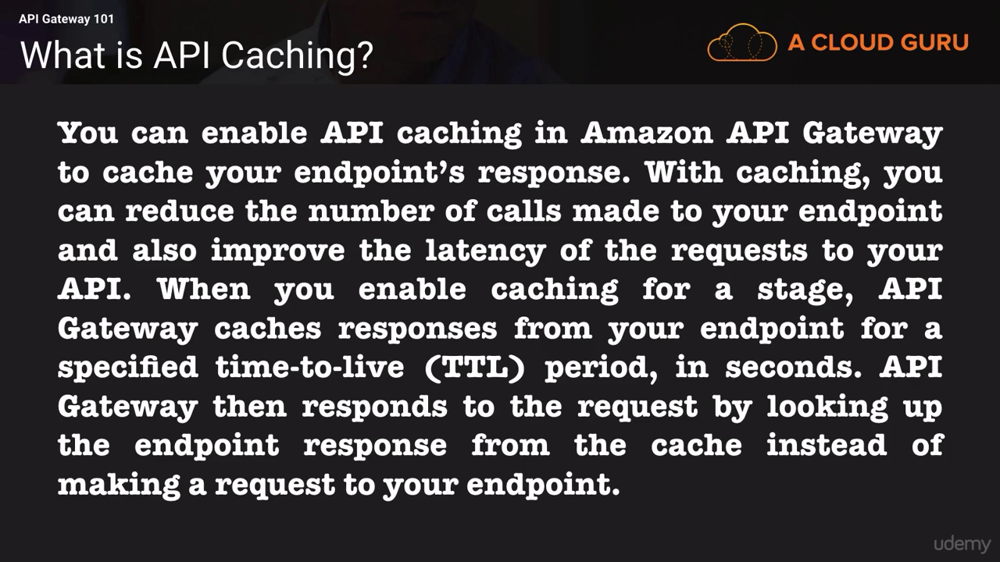 API Gateway 101
What is API Caching?
A CLOUD GURU
You can enable API caching in Amazon API Gateway
to cache your endpoint’s response. With caching, you
can reduce the number of calls made to your endpoint
and also improve the latency of the requests to your
API. When you enable caching for a stage, API
Gateway caches responses from your endpoint for a
specified time-to-live (TTL) period, in seconds. API
Gateway then responds to the request by looking up
the endpoint response from the cache instead of
making a request to your endpoint.
udemy